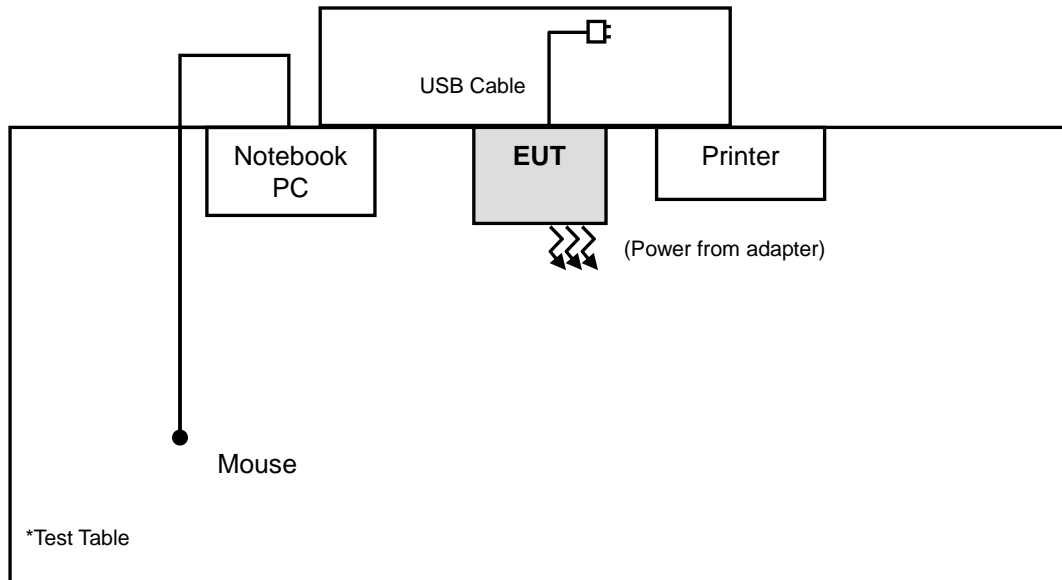 USB Cable
Notebook
PC
EUT
Printer
(Power from adapter)
Mouse
*Test Table